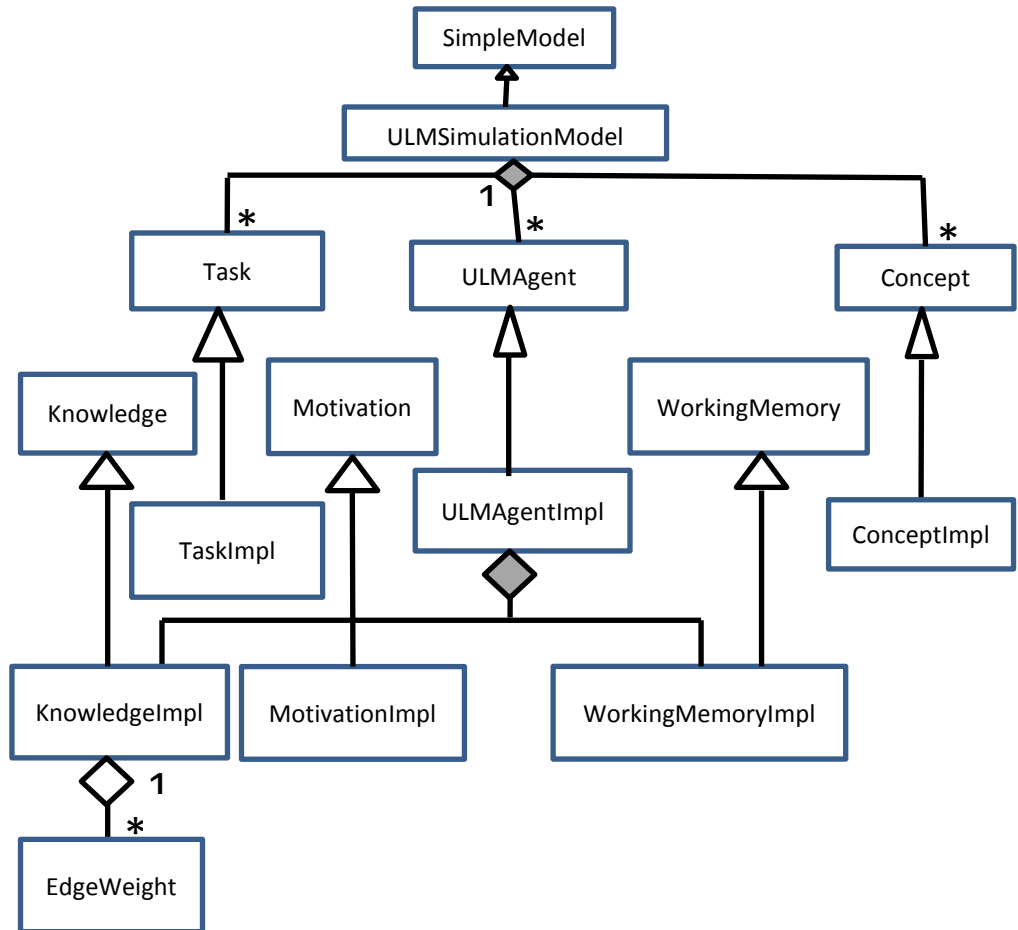 SimpleModel
ULMSimulationModel
1
*
*
*
Task
ULMAgent
Concept
Knowledge
Motivation
WorkingMemory
TaskImpl
ULMAgentImpl
ConceptImpl
KnowledgeImpl
MotivationImpl
WorkingMemoryImpl
1
*
EdgeWeight